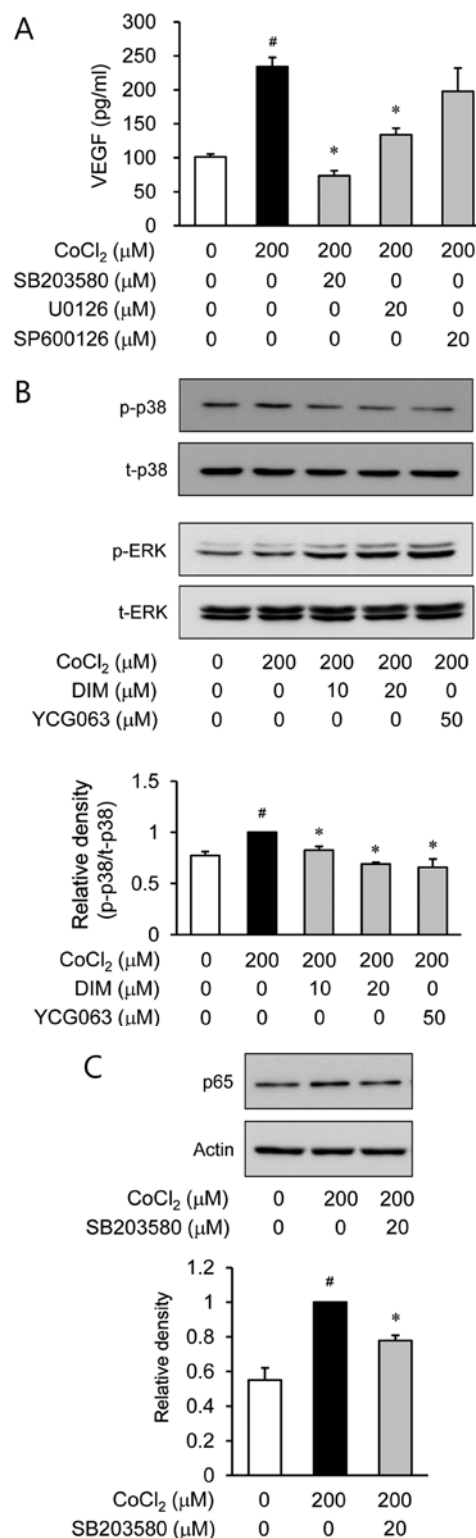 A
VEGF (pg/ml)
300
250
200
150
100
50
0
#
*
*
CoCl₂ (μM) 0 200 200 200 200
SB203580 (μM) 0 0 20 0 0
U0126 (μM) 0 0 0 20 0
SP600126 (μM) 0 0 0 0 20
B
p-p38
t-p38
p-ERK
t-ERK
CoCl₂ (μM) 0 200 200 200 200
DIM (μM) 0 0 10 20 0
YCG063 (μM) 0 0 0 0 50
Relative density
(p-p38/t-p38)
1.5
1
0.5
0
#
*
*
*
CoCl₂ (μM) 0 200 200 200 200
DIM (μM) 0 0 10 20 0
YCG063 (μM) 0 0 0 0 50
C
p65
Actin
CoCl₂ (μM) 0 200 200
SB203580 (μM) 0 0 20
Relative density
1.2
1
0.8
0.6
0.4
0.2
0
#
*
CoCl₂ (μM) 0 200 200
SB203580 (μM) 0 0 20